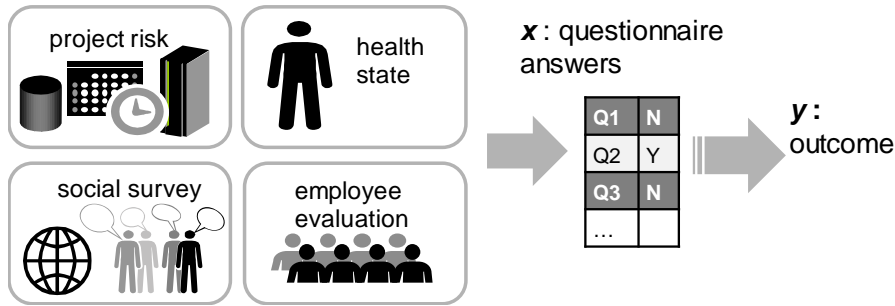 project risk
health
state
social survey
employee
evaluation
x : questionnaire
answers
Q1 N
Q2 Y
Q3 N
...
y :
outcome